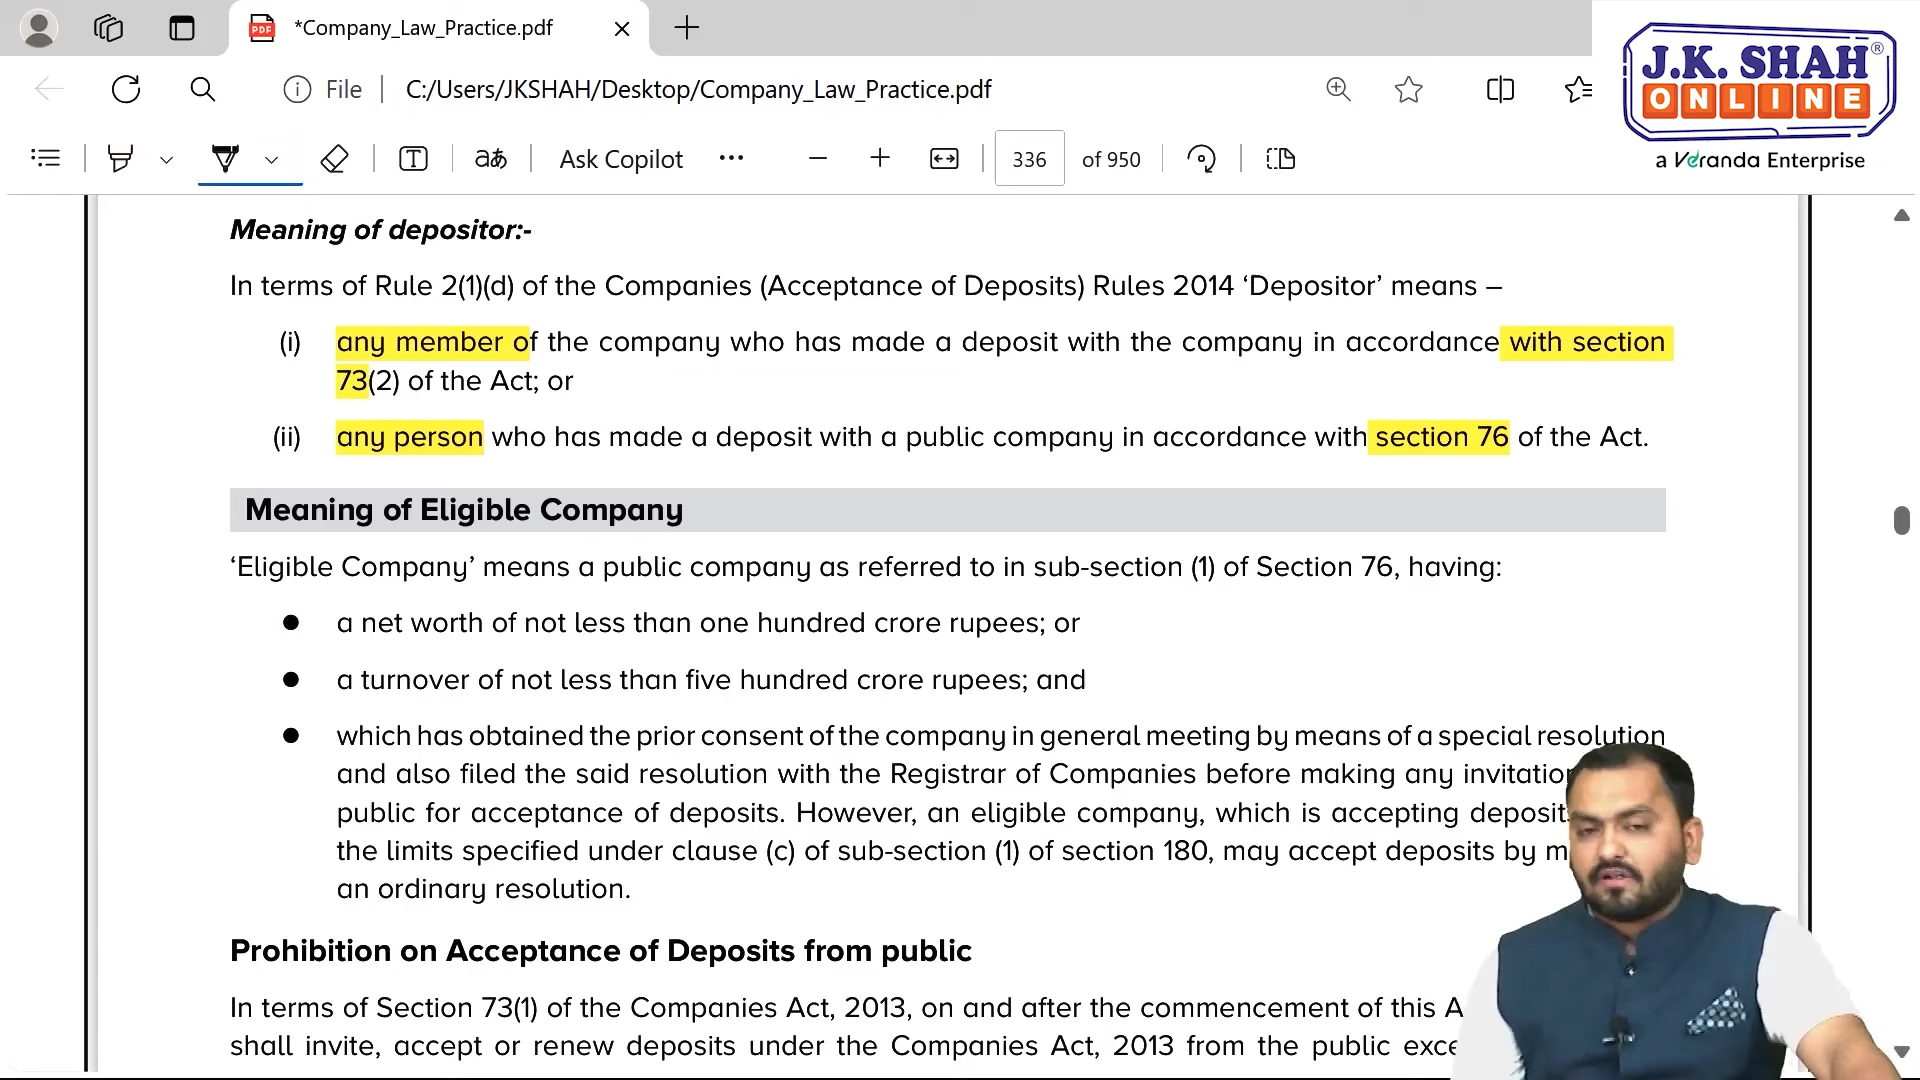 *Company_Law_Practice.pdf
J.K. SHAH®
ONLINE
a Veranda Enterprise
File
C:/Users/JKSHAH/Desktop/Company_Law_Practice.pdf
aあ
Ask Copilot
336
of 950
Meaning of depositor:-
In terms of Rule 2(1)(d) of the Companies (Acceptance of Deposits) Rules 2014 ‘Depositor’ means –
(i) any member of the company who has made a deposit with the company in accordance with section
73(2) of the Act; or
(ii) any person who has made a deposit with a public company in accordance with section 76 of the Act.
Meaning of Eligible Company
‘Eligible Company’ means a public company as referred to in sub-section (1) of Section 76, having:
● a net worth of not less than one hundred crore rupees; or
● a turnover of not less than five hundred crore rupees; and
● which has obtained the prior consent of the company in general meeting by means of a special resolution
and also filed the said resolution with the Registrar of Companies before making any invitation
public for acceptance of deposits. However, an eligible company, which is accepting deposits
the limits specified under clause (c) of sub-section (1) of section 180, may accept deposits by
an ordinary resolution.
Prohibition on Acceptance of Deposits from public
In terms of Section 73(1) of the Companies Act, 2013, on and after the commencement of this
shall invite, accept or renew deposits under the Companies Act, 2013 from the public